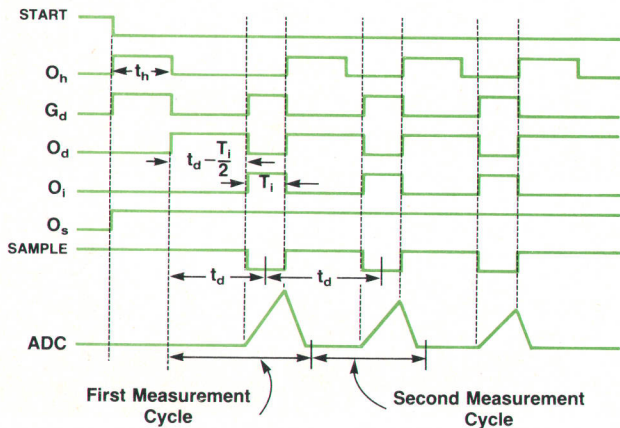 START
Oh
th
Gd
Od
td − Ti/2
Oi
Ti
Os
SAMPLE
td
td
ADC
First Measurement
Cycle
Second Measurement
Cycle